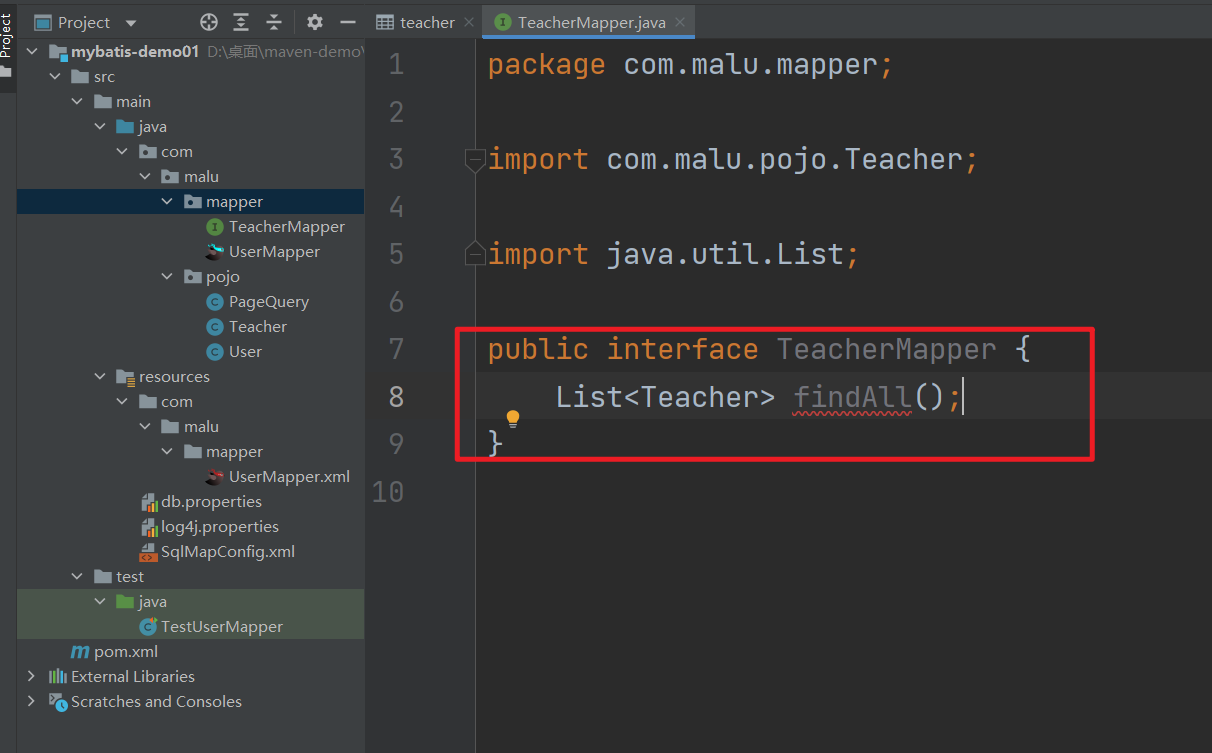 Project
Project
teacher
TeacherMapper.java
mybatis-demo01 D:\桌面\maven-demo\
src
main
java
com
malu
mapper
TeacherMapper
UserMapper
pojo
PageQuery
Teacher
User
resources
com
malu
mapper
UserMapper.xml
db.properties
log4j.properties
SqlMapConfig.xml
test
java
TestUserMapper
pom.xml
External Libraries
Scratches and Consoles
1 package com.malu.mapper;
2
3 import com.malu.pojo.Teacher;
4
5 import java.util.List;
6
7 public interface TeacherMapper {
8 List<Teacher> findAll();
9 }
10